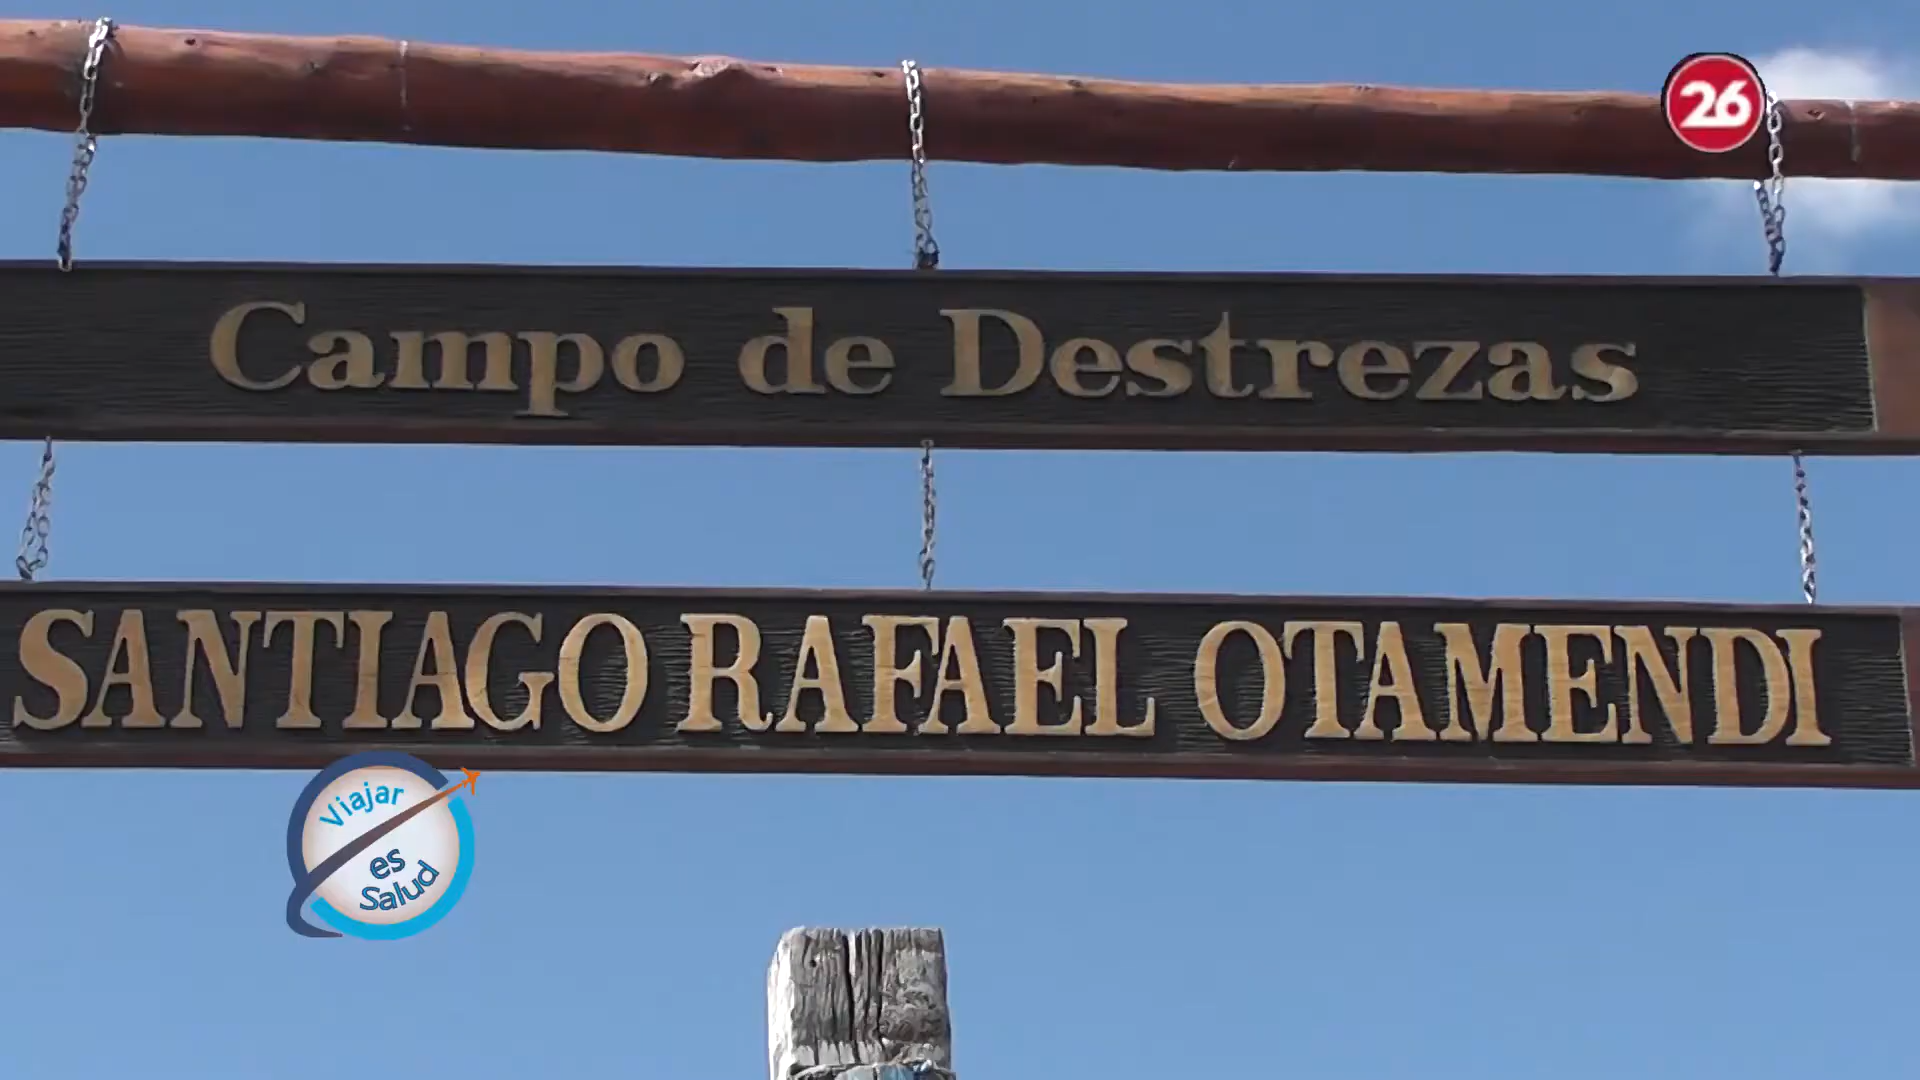 26
Campo de Destrezas
SANTIAGO RAFAEL OTAMENDI
Viajar
es
Salud